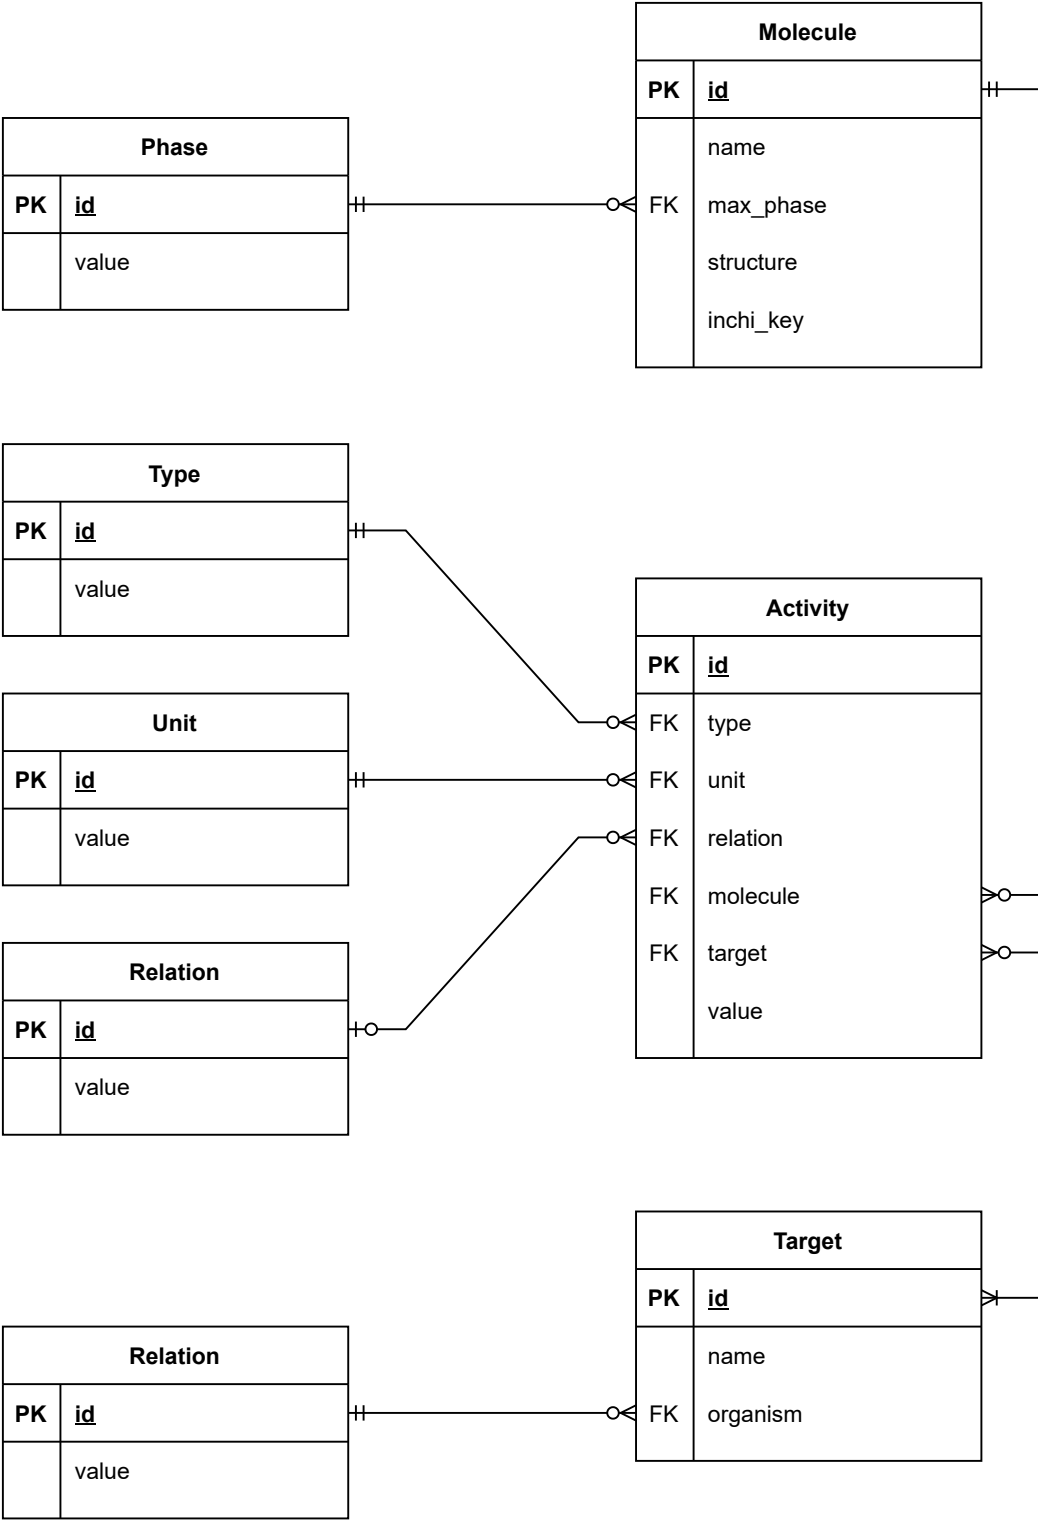 Molecule
PK id
name
FK max_phase
structure
inchi_key
Phase
PK id
value
Type
PK id
value
Unit
PK id
value
Relation
PK id
value
Activity
PK id
FK type
FK unit
FK relation
FK molecule
FK target
value
Target
PK id
name
FK organism
Relation
PK id
value